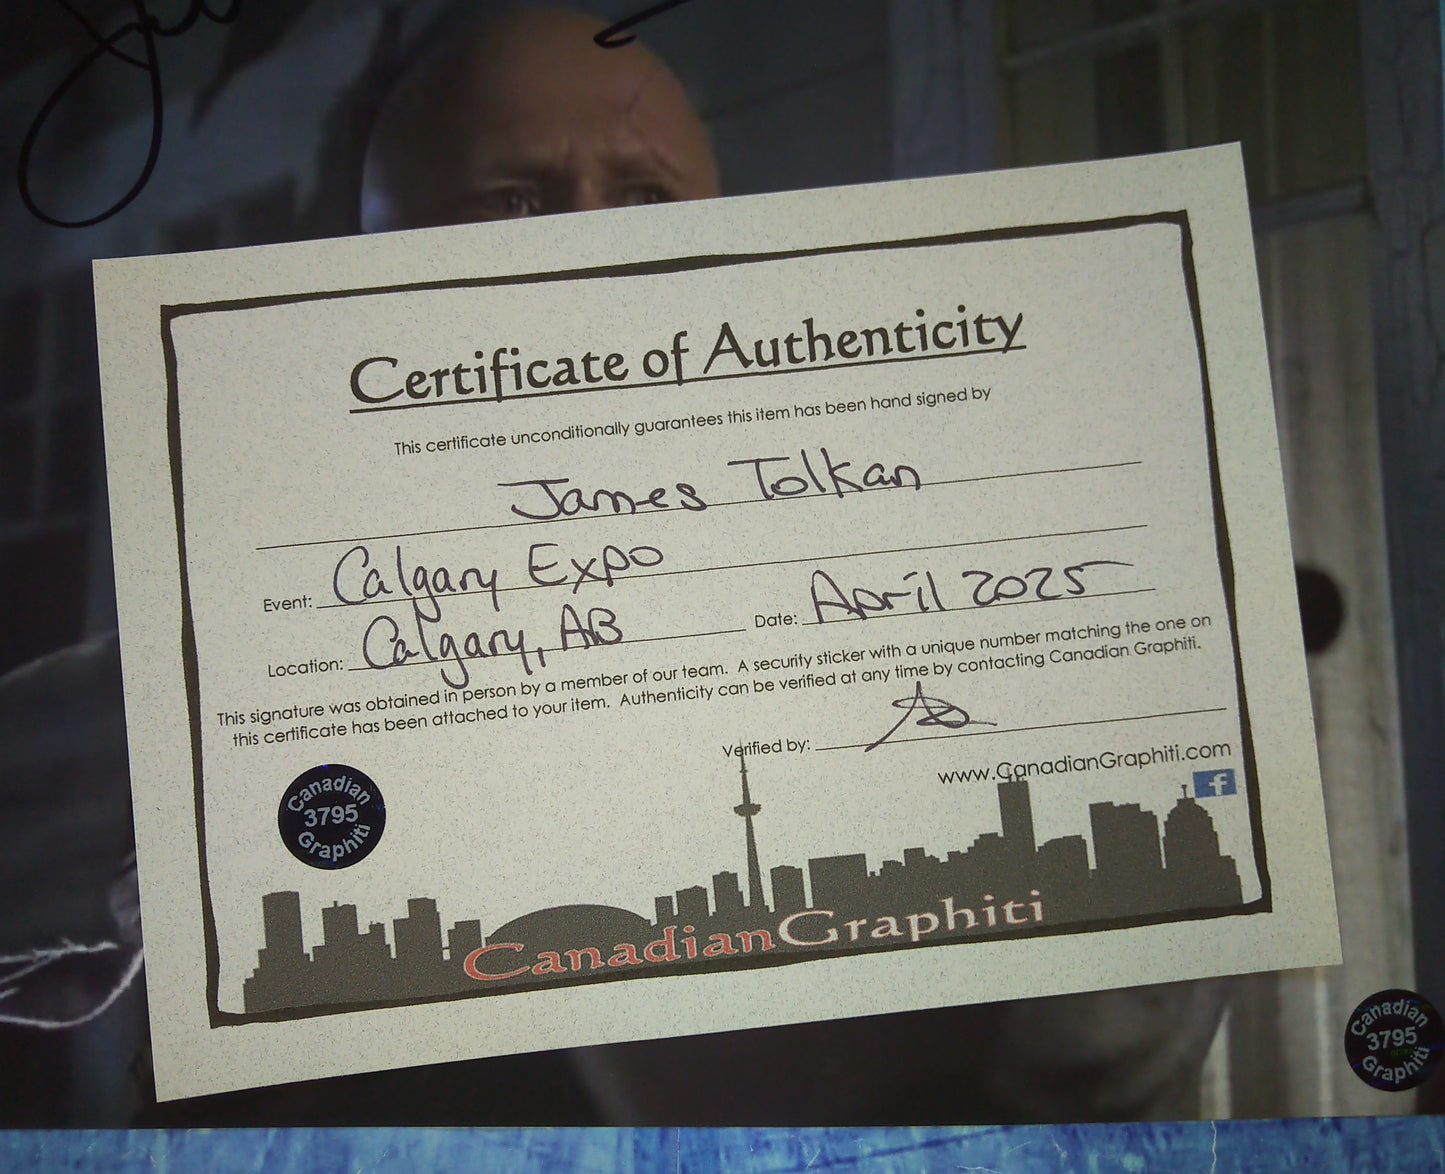 Certificate of Authenticity
This certificate unconditionally guarantees this item has been hand signed by
James Tolkan
Event: Calgary Expo
Location: Calgary, AB Date: April 2025
This signature was obtained in person by a member of our team. A security sticker with a unique number matching the one on
this certificate has been attached to your item. Authenticity can be verified at any time by contacting Canadian Graphiti.
Verified by:
www.CanadianGraphiti.com
f
Canadian
3795
Graphiti
CanadianGraphiti
Canadian
3795
Graphiti